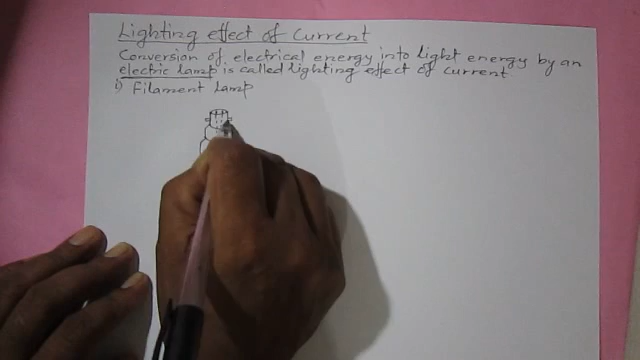 Lighting effect of Current
Conversion of electrical energy into light energy by an
electric lamp is called lighting effect of current.
i) Filament lamp